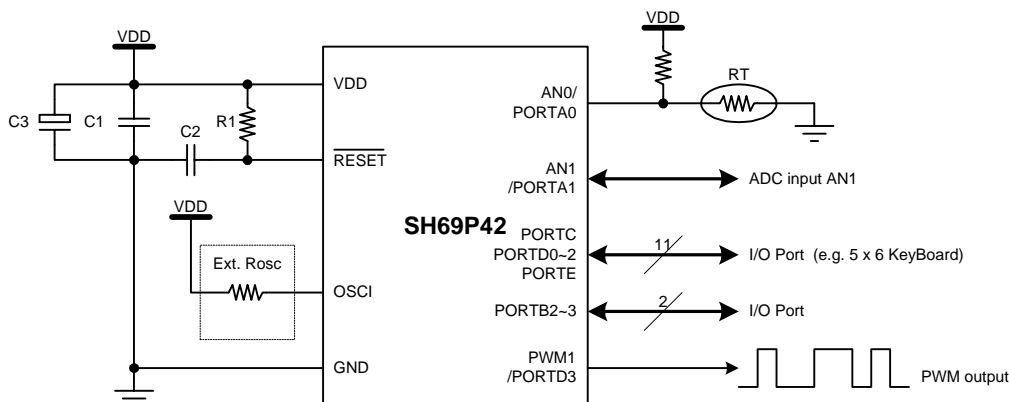 VDD
VDD
C3
C1
C2
R1
VDD
RESET
VDD
Ext. Rosc
OSCI
GND
SH69P42
AN0/
PORTA0
RT
AN1
/PORTA1
ADC input AN1
PORTC
PORTD0~2
PORTE
11
I/O Port (e.g. 5 x 6 KeyBoard)
PORTB2~3
2
I/O Port
PWM1
/PORTD3
PWM output